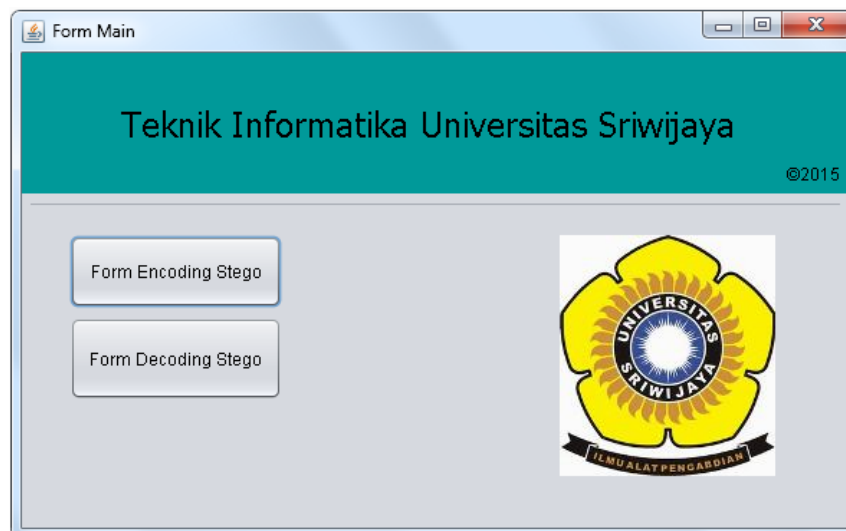 Form Main
Teknik Informatika Universitas Sriwijaya
©2015
Form Encoding Stego
Form Decoding Stego
UNIVERSITAS
SRIWIJAYA
ILMU ALAT PENGABDIAN